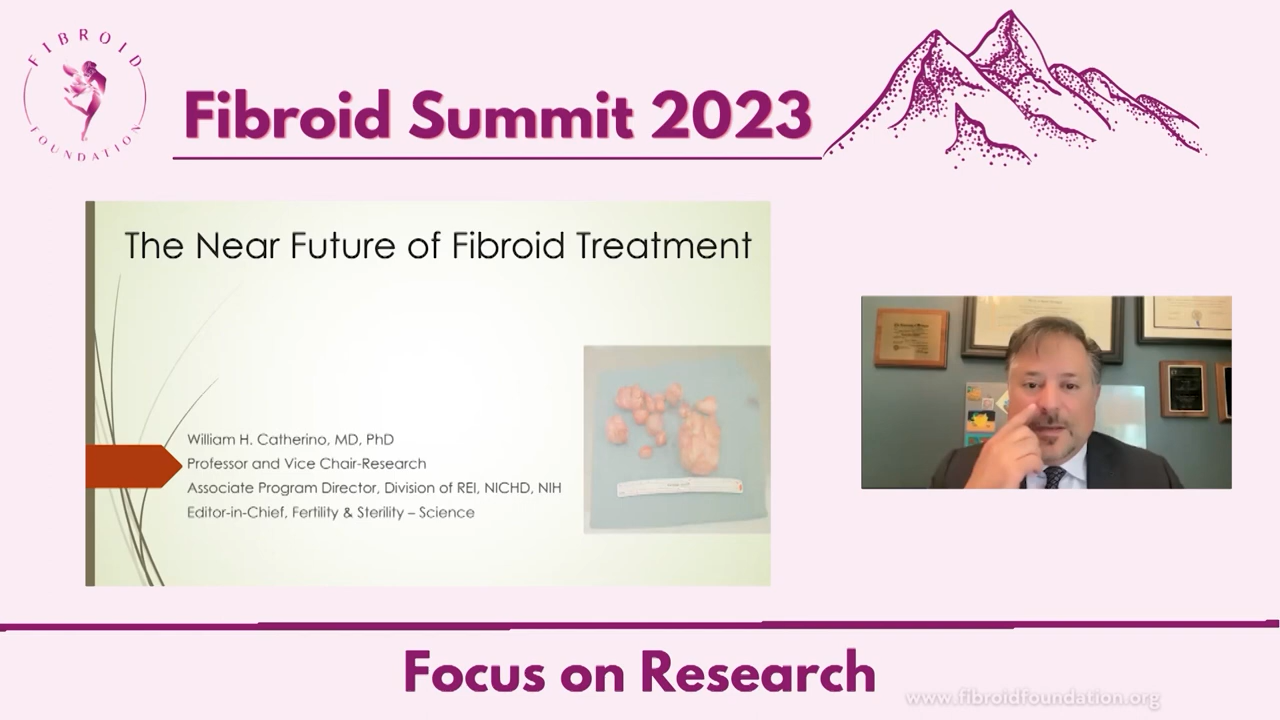 FIBROID
FOUNDATION
Fibroid Summit 2023
The Near Future of Fibroid Treatment
William H. Catherino, MD, PhD
Professor and Vice Chair-Research
Associate Program Director, Division of REI, NICHD, NIH
Editor-in-Chief, Fertility & Sterility – Science
Focus on Research
www.fibroidfoundation.org